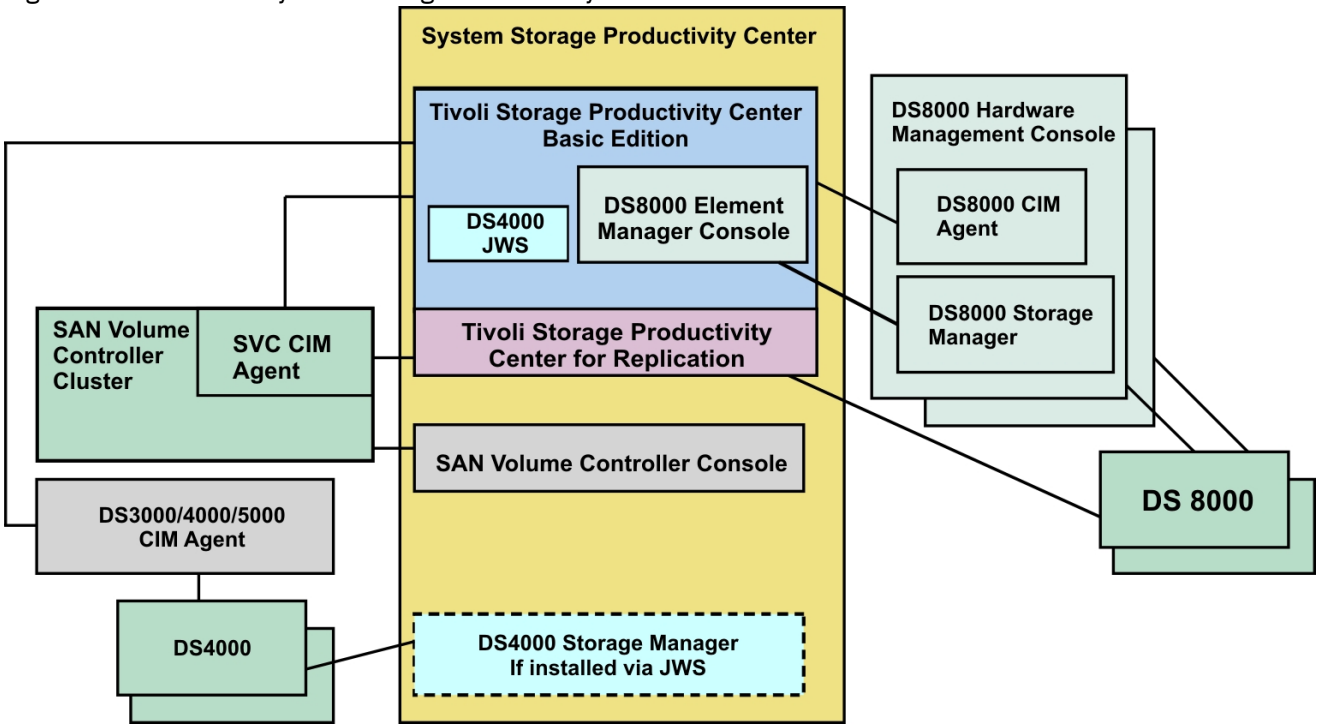 System Storage Productivity Center
Tivoli Storage Productivity Center
Basic Edition
DS4000
JWS
DS8000 Element
Manager Console
Tivoli Storage Productivity
Center for Replication
SAN Volume Controller Console
DS4000 Storage Manager
If installed via JWS
SAN Volume
Controller
Cluster
SVC CIM
Agent
DS3000/4000/5000
CIM Agent
DS4000
DS8000 Hardware
Management Console
DS8000 CIM
Agent
DS8000 Storage
Manager
DS 8000